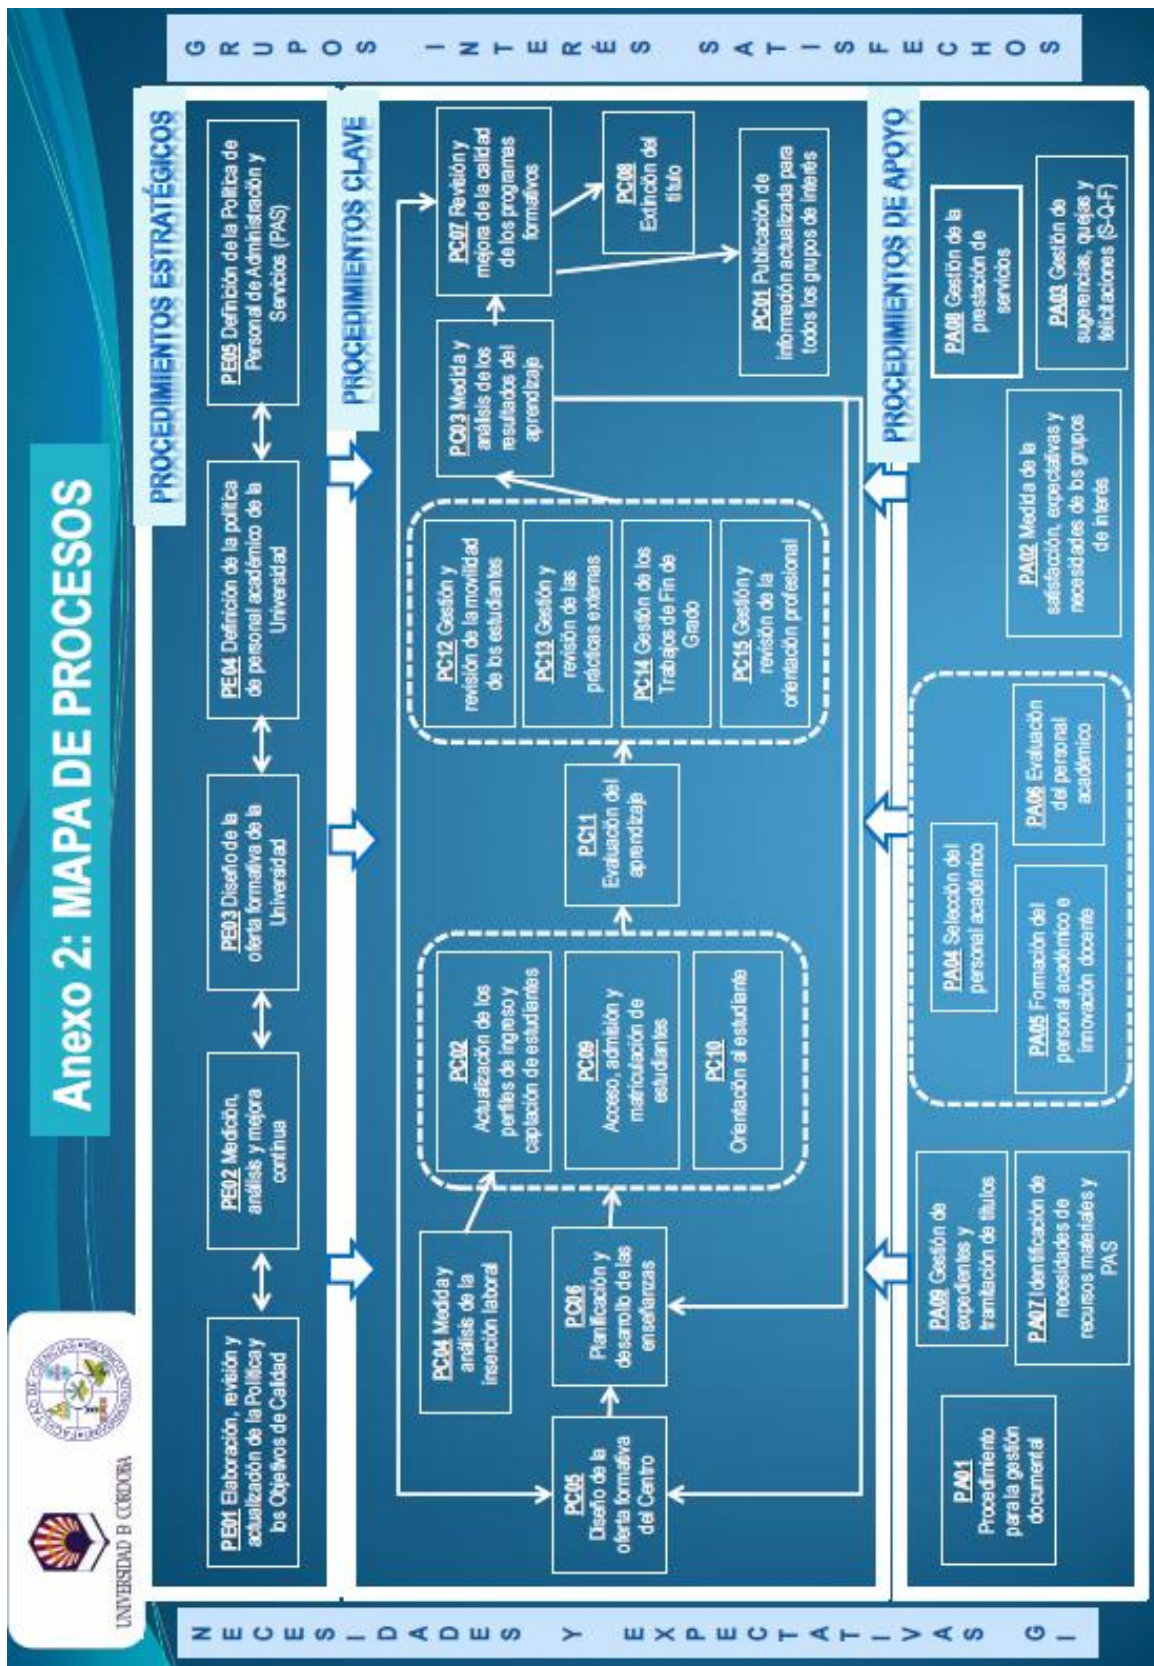 Anexo 2: MAPA DE PROCESOS
UNIVERSIDAD Ð CÓRDOBA
NECESIDADES Y EXPECTATIVAS GI
PROCEDIMIENTOS ESTRATÉGICOS
PE01 Elaboración, revisión y
actualización de la Política y
los Objetivos de Calidad
PE02 Medición,
análisis y mejora
continua
PE03 Diseño de la
oferta formativa de la
Universidad
PE04 Definición de la política
de personal académico de la
Universidad
PE05 Definición de la Política de
Personal de Administración y
Servicios (PAS)
PROCEDIMIENTOS CLAVE
PC04 Medida y
análisis de la
inserción laboral
PC05
Diseño de la
oferta formativa
del Centro
PC06
Planificación y
desarrollo de las
enseñanzas
PC02
Actualización de los
perfiles de ingreso y
captación de estudiantes
PC09
Acceso, admisión y
matriculación de
estudiantes
PC10
Orientación al estudiante
PC11
Evaluación del
aprendizaje
PC12 Gestión y
revisión de la movilidad
de los estudiantes
PC13 Gestión y
revisión de las
prácticas externas
PC14 Gestión de los
Trabajos de Fin de
Grado
PC15 Gestión y
revisión de la
orientación profesional
PC03 Medida y
análisis de los
resultados del
aprendizaje
PC07 Revisión y
mejora de la calidad
de los programas
formativos
PC08
Extinción del
título
PC01 Publicación de
información actualizada para
todos los grupos de interés
PROCEDIMIENTOS DE APOYO
PA01
Procedimiento
para la gestión
documental
PA09 Gestión de
expedientes y
tramitación de títulos
PA07 Identificación de
necesidades de
recursos materiales y
PAS
PA04 Selección del
personal académico
PA05 Formación del
personal académico e
innovación docente
PA06 Evaluación
del personal
académico
PA02 Medida de la
satisfacción, expectativas y
necesidades de los grupos
de interés
PA08 Gestión de la
prestación de
servicios
PA03 Gestión de
sugerencias, quejas y
felicitaciones (S-Q-F)
GRUPOS INTERÉS SATISFECHOS